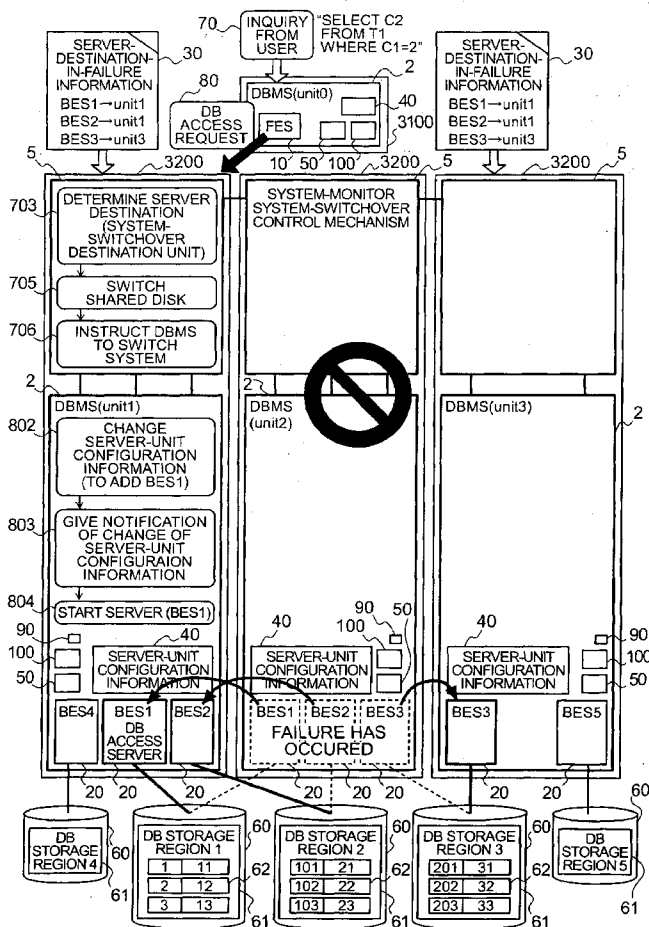 70
INQUIRY
FROM
USER
"SELECT C2
FROM T1
WHERE C1=2"
30
SERVER-
DESTINATION-
IN-FAILURE
INFORMATION
BES1→unit1
BES2→unit1
BES3→unit3
80
DB
ACCESS
REQUEST
2
DBMS(unit0)
40
FES
3100
10
50
100
30
SERVER-
DESTINATION-
IN-FAILURE
INFORMATION
BES1→unit1
BES2→unit1
BES3→unit3
5
3200
3200
5
3200
5
703
DETERMINE SERVER
DESTINATION
(SYSTEM-
SWITCHOVER
DESTINATION UNIT)
705
SWITCH
SHARED DISK
706
INSTRUCT DBMS
TO SWITCH
SYSTEM
SYSTEM-MONITOR
SYSTEM-SWITCHOVER
CONTROL MECHANISM
2
DBMS(unit1)
802
CHANGE
SERVER-UNIT
CONFIGURATION
INFORMATION
(TO ADD BES1)
803
GIVE NOTIFICATION
OF CHANGE OF
SERVER-UNIT
CONFIGURAION
INFORMATION
804
START SERVER (BES1)
90
100
50
40
SERVER-UNIT
CONFIGURATION
INFORMATION
BES4
BES1
DB
ACCESS
SERVER
BES2
20
20
20
2
DBMS
(unit2)
90
50
100
40
SERVER-UNIT
CONFIGURATION
INFORMATION
BES1
BES2
BES3
FAILURE HAS
OCCURED
20
20
20
DBMS(unit3)
2
40
90
100
50
SERVER-UNIT
CONFIGURATION
INFORMATION
BES3
BES5
20
20
DB
STORAGE
REGION 4
60
61
DB STORAGE
REGION 1
1 11
2 12
3 13
60
62
61
DB STORAGE
REGION 2
101 21
102 22
103 23
60
62
61
DB STORAGE
REGION 3
201 31
202 32
203 33
60
62
61
DB
STORAGE
REGION 5
60
61